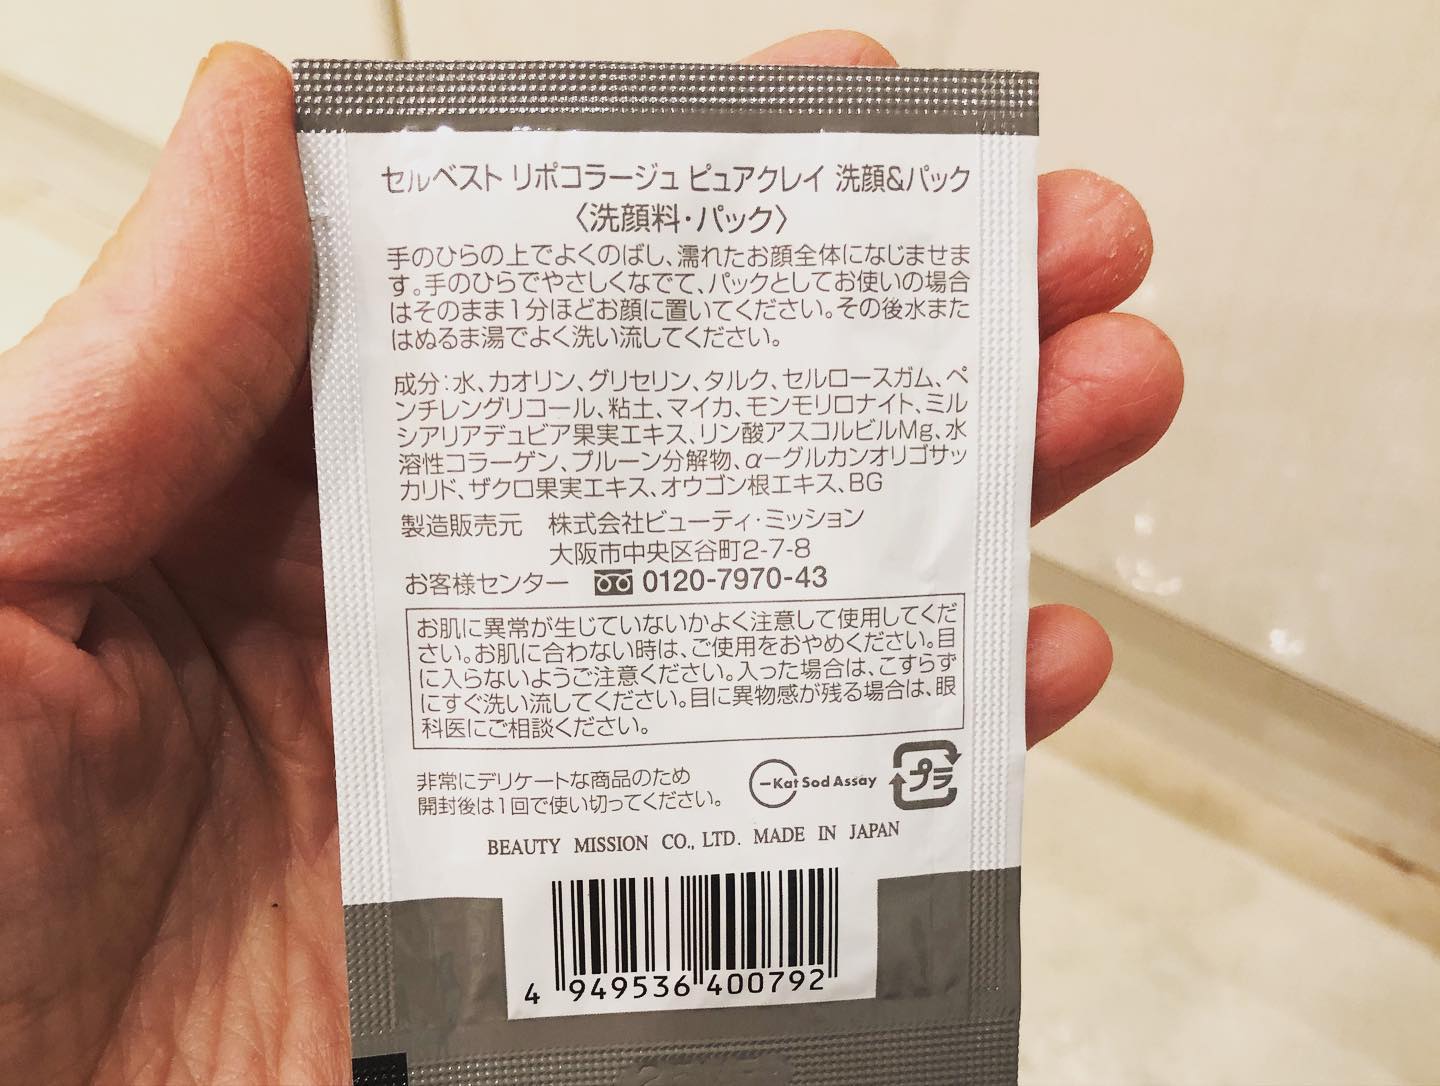 セルベスト リポコラージュ ピュアクレイ 洗顔&パック
〈洗顔料・パック〉
手のひらの上でよくのばし、濡れたお顔全体になじませま
す。手のひらでやさしくなでて、パックとしてお使いの場合
はそのまま1分ほどお顔に置いてください。その後水また
はぬるま湯でよく洗い流してください。
成分:水、カオリン、グリセリン、タルク、セルロースガム、ペ
ンチレングリコール、粘土、マイカ、モンモリロナイト、ミル
シアリアデュビア果実エキス、リン酸アスコルビルMg、水
溶性コラーゲン、プルーン分解物、α-グルカンオリゴサッ
カリド、ザクロ果実エキス、オウゴン根エキス、BG
製造販売元 株式会社ビューティ・ミッション
大阪市中央区谷町2-7-8
お客様センター 0120-7970-43
お肌に異常が生じていないかよく注意して使用してくだ
さい。お肌に合わない時は、ご使用をおやめください。目
に入らないようご注意ください。入った場合は、こすらず
にすぐ洗い流してください。目に異物感が残る場合は、眼
科医にご相談ください。
非常にデリケートな商品のため
開封後は1回で使い切ってください。
Kat Sod Assay
プラ
BEAUTY MISSION CO., LTD. MADE IN JAPAN
4 949536 400792